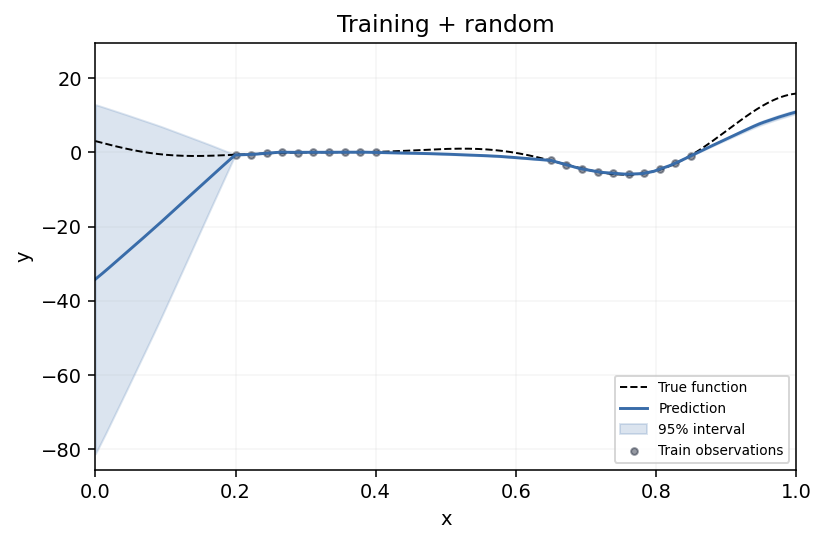 Training + random
20
0
−20
−40
−60
−80
y
0.0 0.2 0.4 0.6 0.8 1.0
x
True function
Prediction
95% interval
Train observations